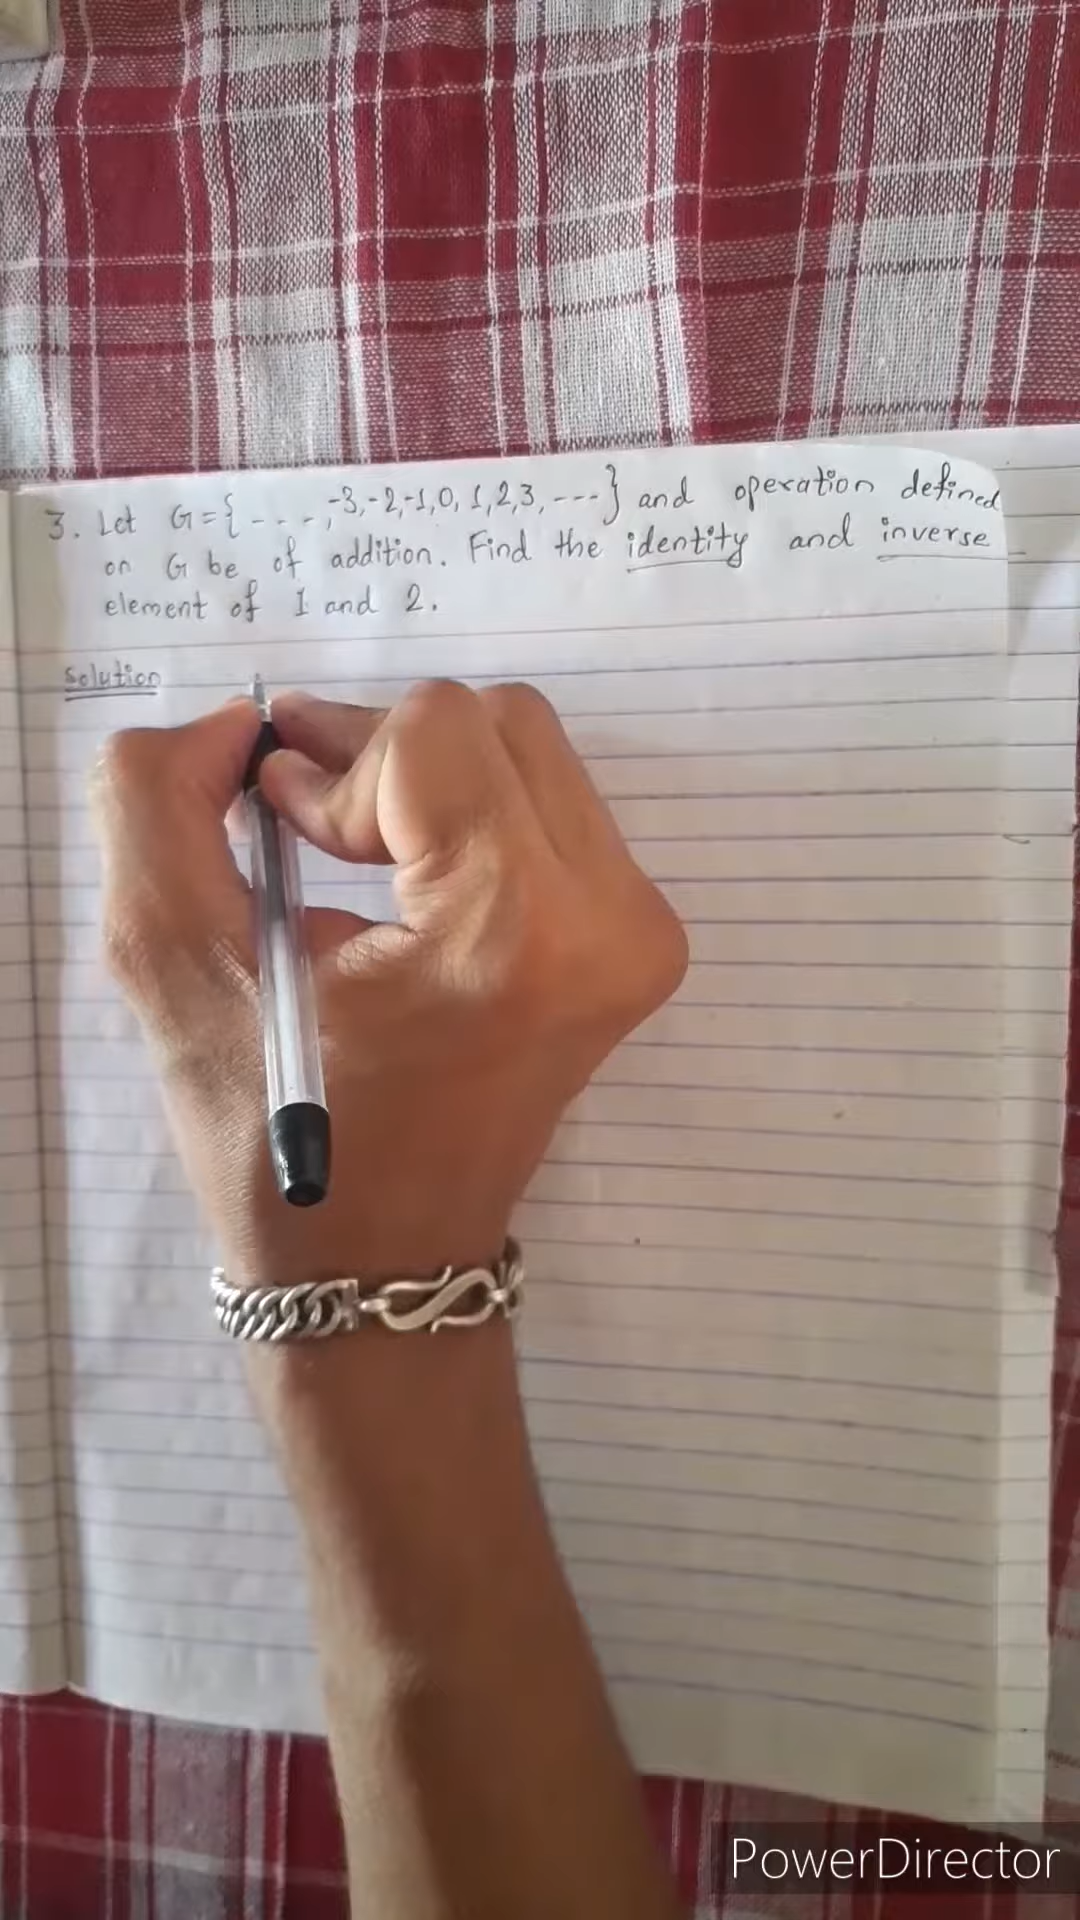 3. Let G={ - - - , -3,-2,-1,0, 1,2,3, ---- } and operation defined
on G be of addition. Find the identity and inverse
element of 1 and 2.
Solution
PowerDirector